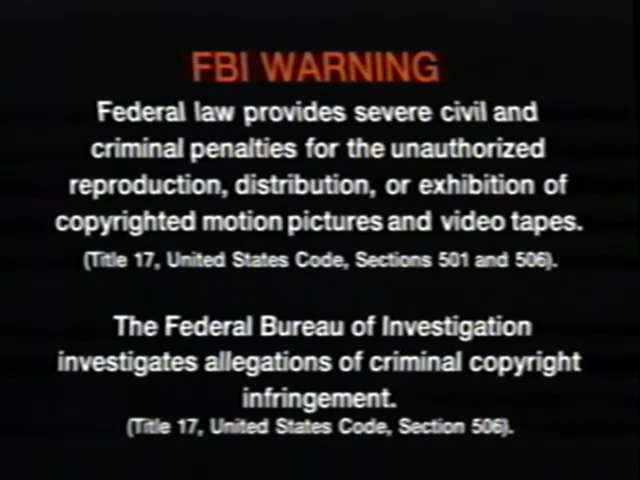 FBI WARNING
Federal law provides severe civil and
criminal penalties for the unauthorized
reproduction, distribution, or exhibition of
copyrighted motion pictures and video tapes.
(Title 17, United States Code, Sections 501 and 506).
The Federal Bureau of Investigation
investigates allegations of criminal copyright
infringement.
(Title 17, United States Code, Section 506).